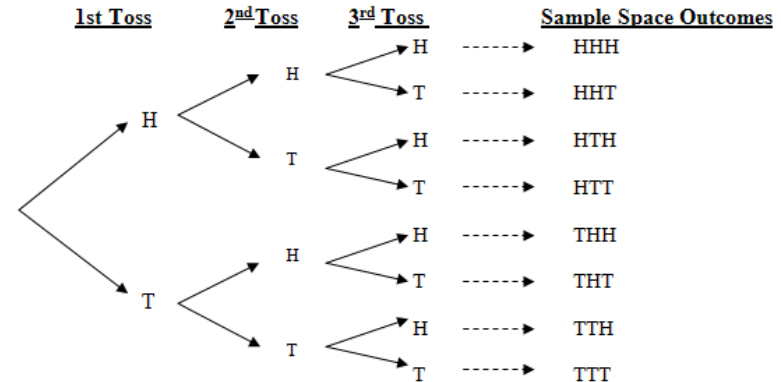 1st Toss 2nd Toss 3rd Toss Sample Space Outcomes
H HHH
H
T HHT
H
H HTH
T
T HTT
H THH
H
T THT
T
H TTH
T
T TTT